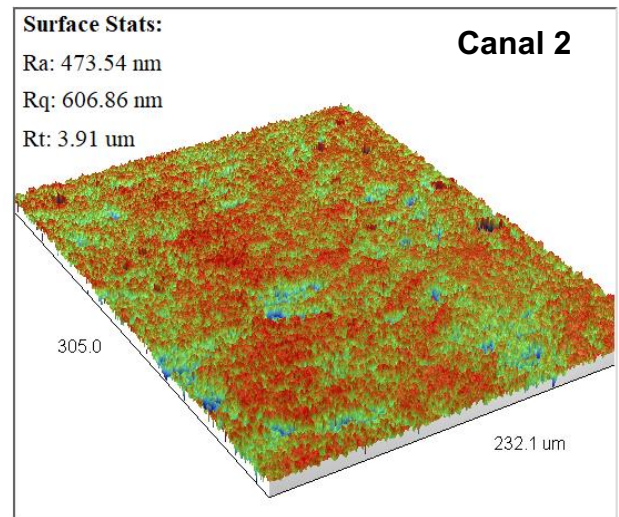 Surface Stats:
Canal 2
Ra: 473.54 nm
Rq: 606.86 nm
Rt: 3.91 um
305.0
232.1 um